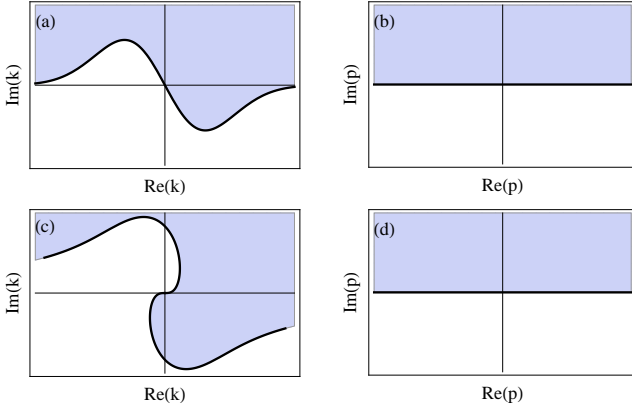 (a)
Im(k)
Re(k)
(b)
Im(p)
Re(p)
(c)
Im(k)
Re(k)
(d)
Im(p)
Re(p)